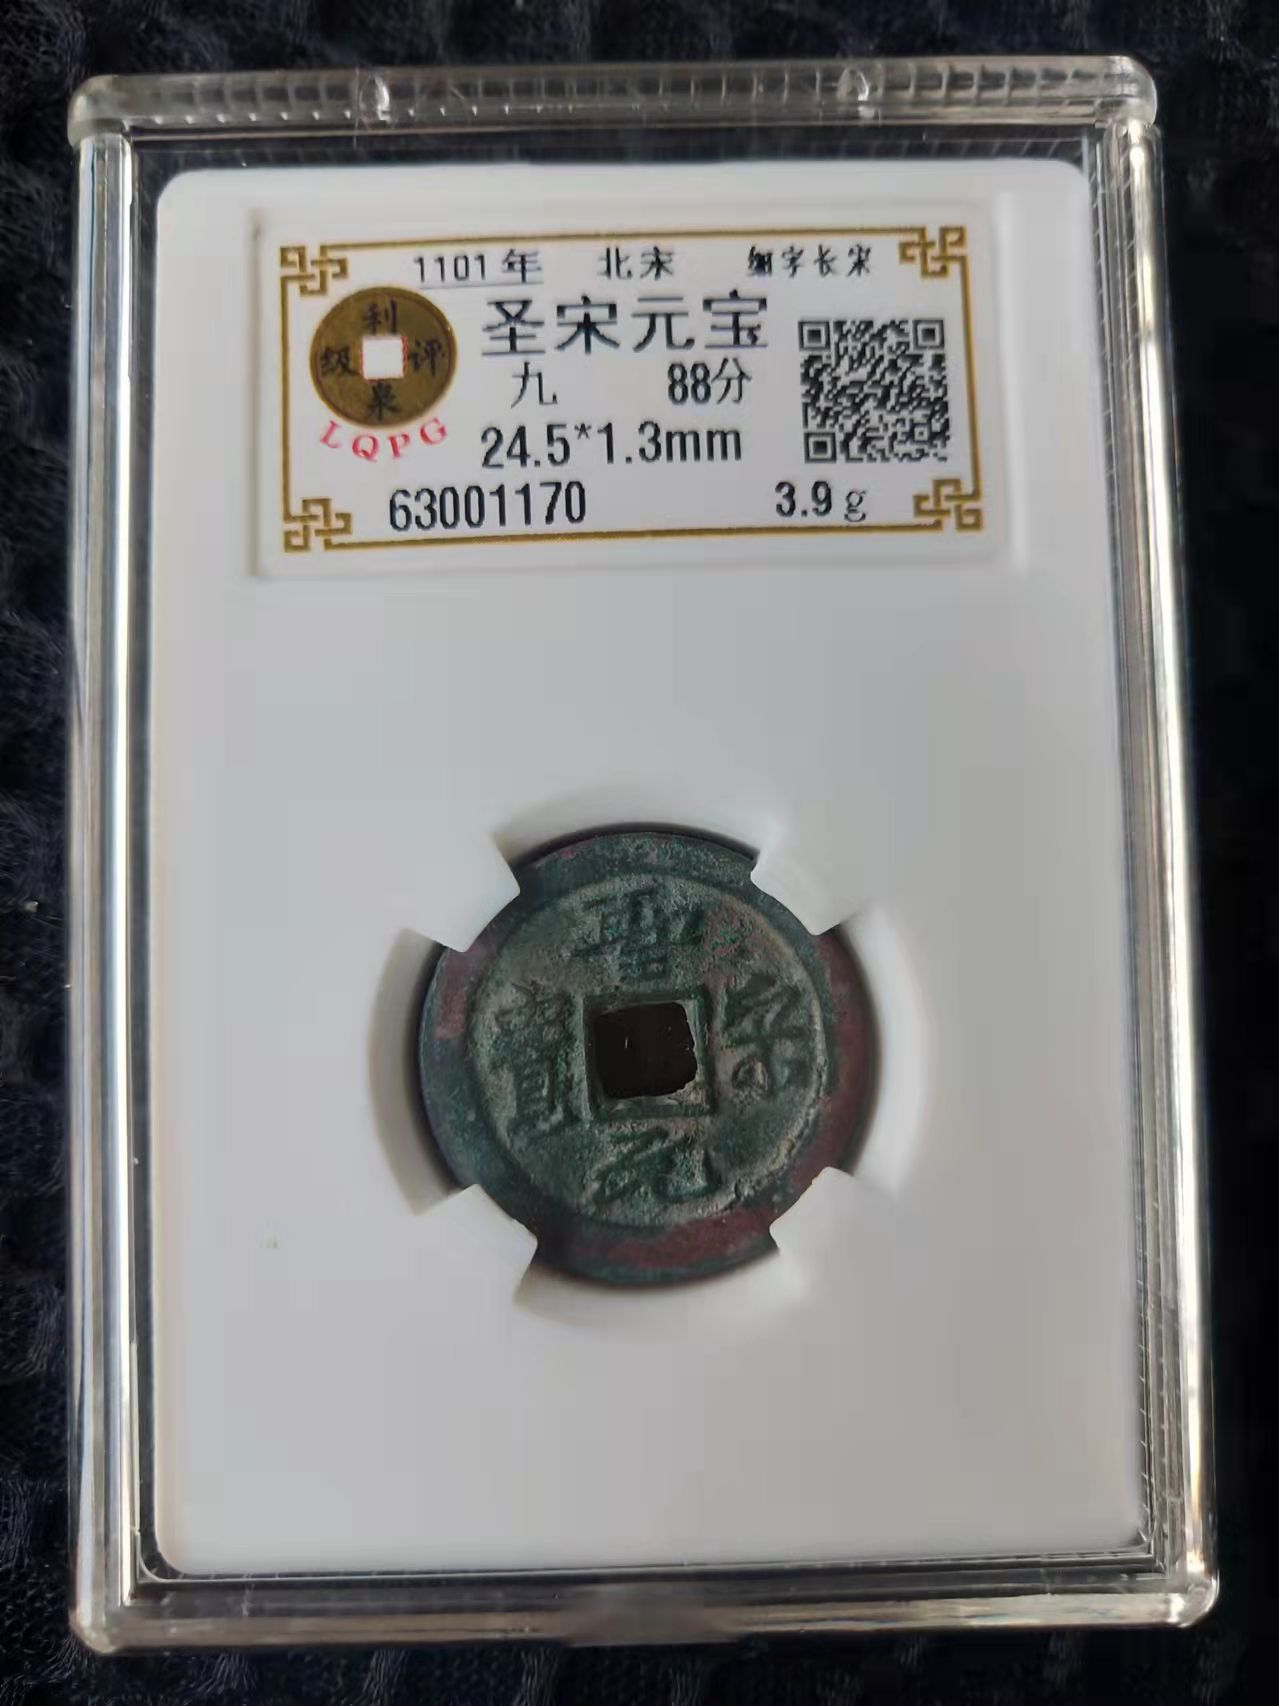 1101年 北宋 细字长宋
圣宋元宝
九 88分
24.5*1.3mm
63001170 3.9g
利泉评级
LQPG
聖宋元寶